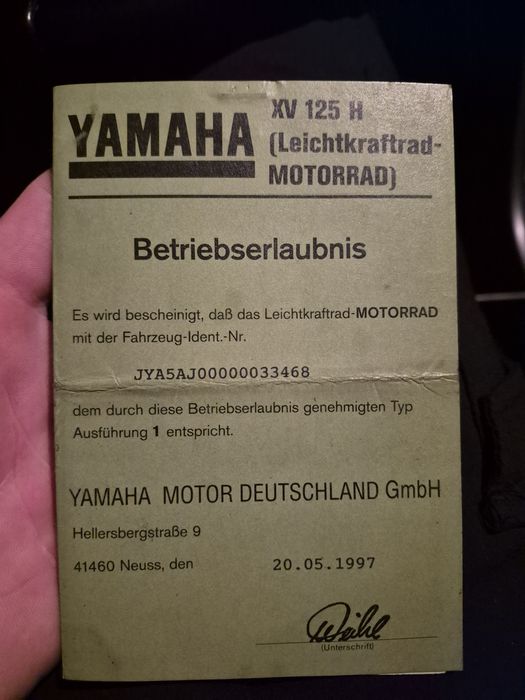 YAMAHA
XV 125 H
(Leichtkraftrad-
MOTORRAD)
Betriebserlaubnis
Es wird bescheinigt, daß das Leichtkraftrad-MOTORRAD
mit der Fahrzeug-Ident.-Nr.
JYA5AJ00000033468
dem durch diese Betriebserlaubnis genehmigten Typ
Ausführung 1 entspricht.
YAMAHA MOTOR DEUTSCHLAND GmbH
Hellersbergstraße 9
41460 Neuss, den 20.05.1997
(Unterschrift)